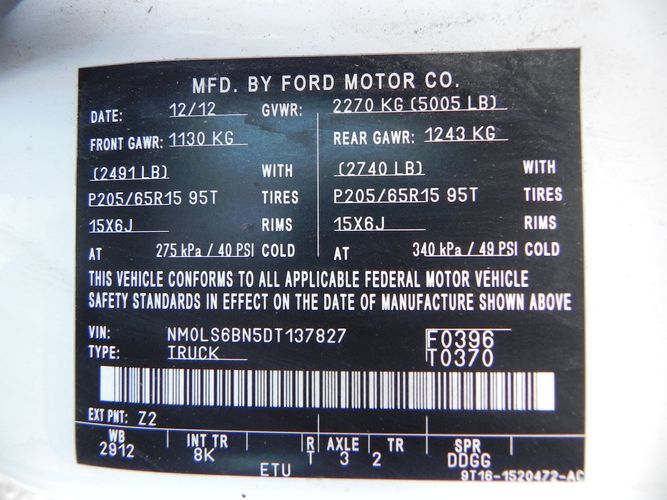 MFD. BY FORD MOTOR CO.
DATE: 12/12 GVWR: 2270 KG (5005 LB)
FRONT GAWR: 1130 KG REAR GAWR: 1243 KG
(2491 LB) WITH (2740 LB) WITH
P205/65R15 95T TIRES P205/65R15 95T TIRES
15X6J RIMS 15X6J RIMS
AT 275 kPa / 40 PSI COLD AT 340 kPa / 49 PSI COLD
THIS VEHICLE CONFORMS TO ALL APPLICABLE FEDERAL MOTOR VEHICLE
SAFETY STANDARDS IN EFFECT ON THE DATE OF MANUFACTURE SHOWN ABOVE
VIN: NM0LS6BN5DT137827 F0396
TYPE: TRUCK T0370
EXT PNT: Z2
WB INT TR R AXLE TR SPR
2912 8K T 3 2 DDGG
ETU 9T16-1520472-AC